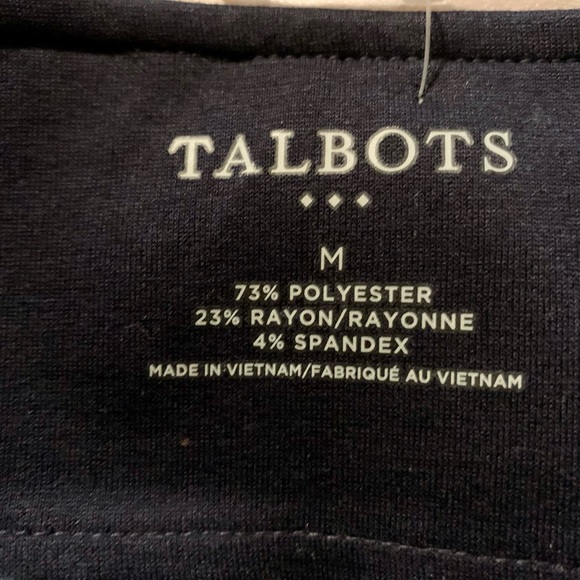 TALBOTS
M
73% POLYESTER
23% RAYON/RAYONNE
4% SPANDEX
MADE IN VIETNAM/FABRIQUÉ AU VIETNAM